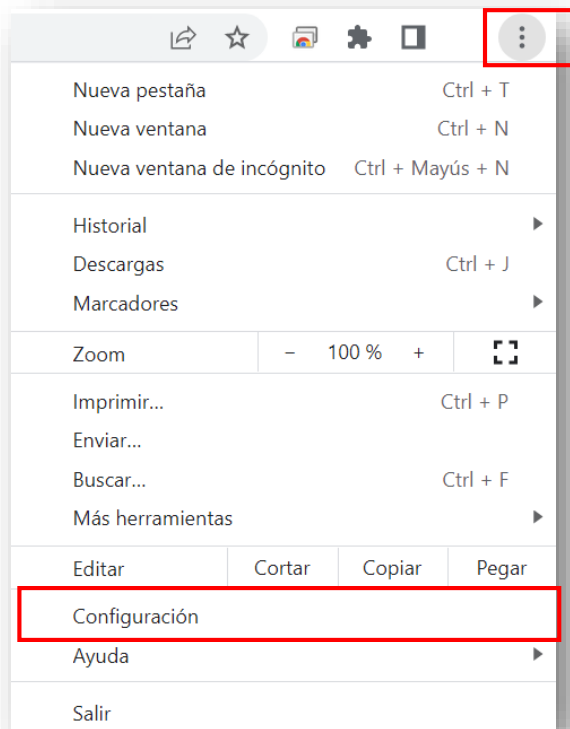 Nueva pestaña Ctrl + T
Nueva ventana Ctrl + N
Nueva ventana de incógnito Ctrl + Mayús + N
Historial
Descargas Ctrl + J
Marcadores
Zoom − 100 % +
Imprimir... Ctrl + P
Enviar...
Buscar... Ctrl + F
Más herramientas
Editar Cortar Copiar Pegar
Configuración
Ayuda
Salir